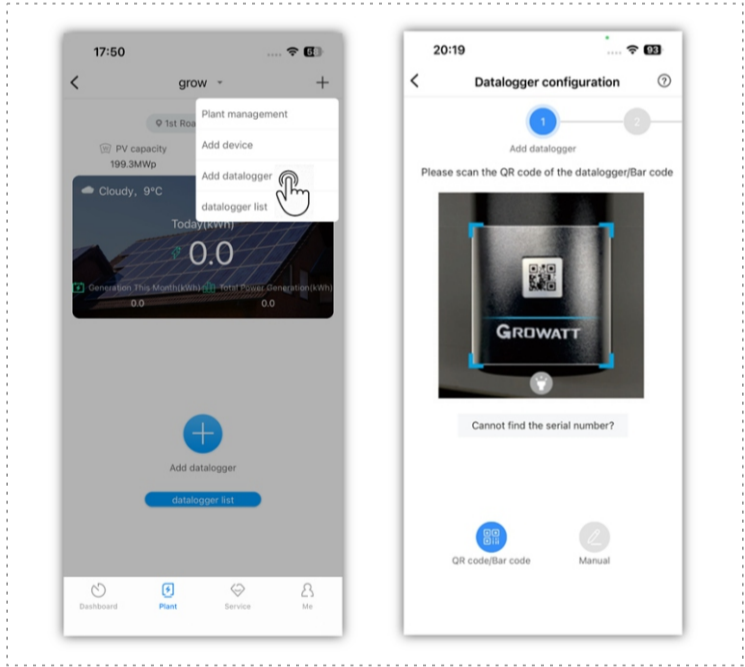 17:50
6
grow
Plant management
Add device
Add datalogger
datalogger list
1st Roa
PV capacity
199.3MWp
Cloudy, 9°C
Today(kWh)
0.0
Generation This Month(kWh)
0.0
Total Power Generation(kWh)
0.0
Add datalogger
datalogger list
Dashboard
Plant
Service
Me
20:19
93
Datalogger configuration
?
1
2
Add datalogger
Please scan the QR code of the datalogger/Bar code
GROWATT
Cannot find the serial number?
QR code/Bar code
Manual